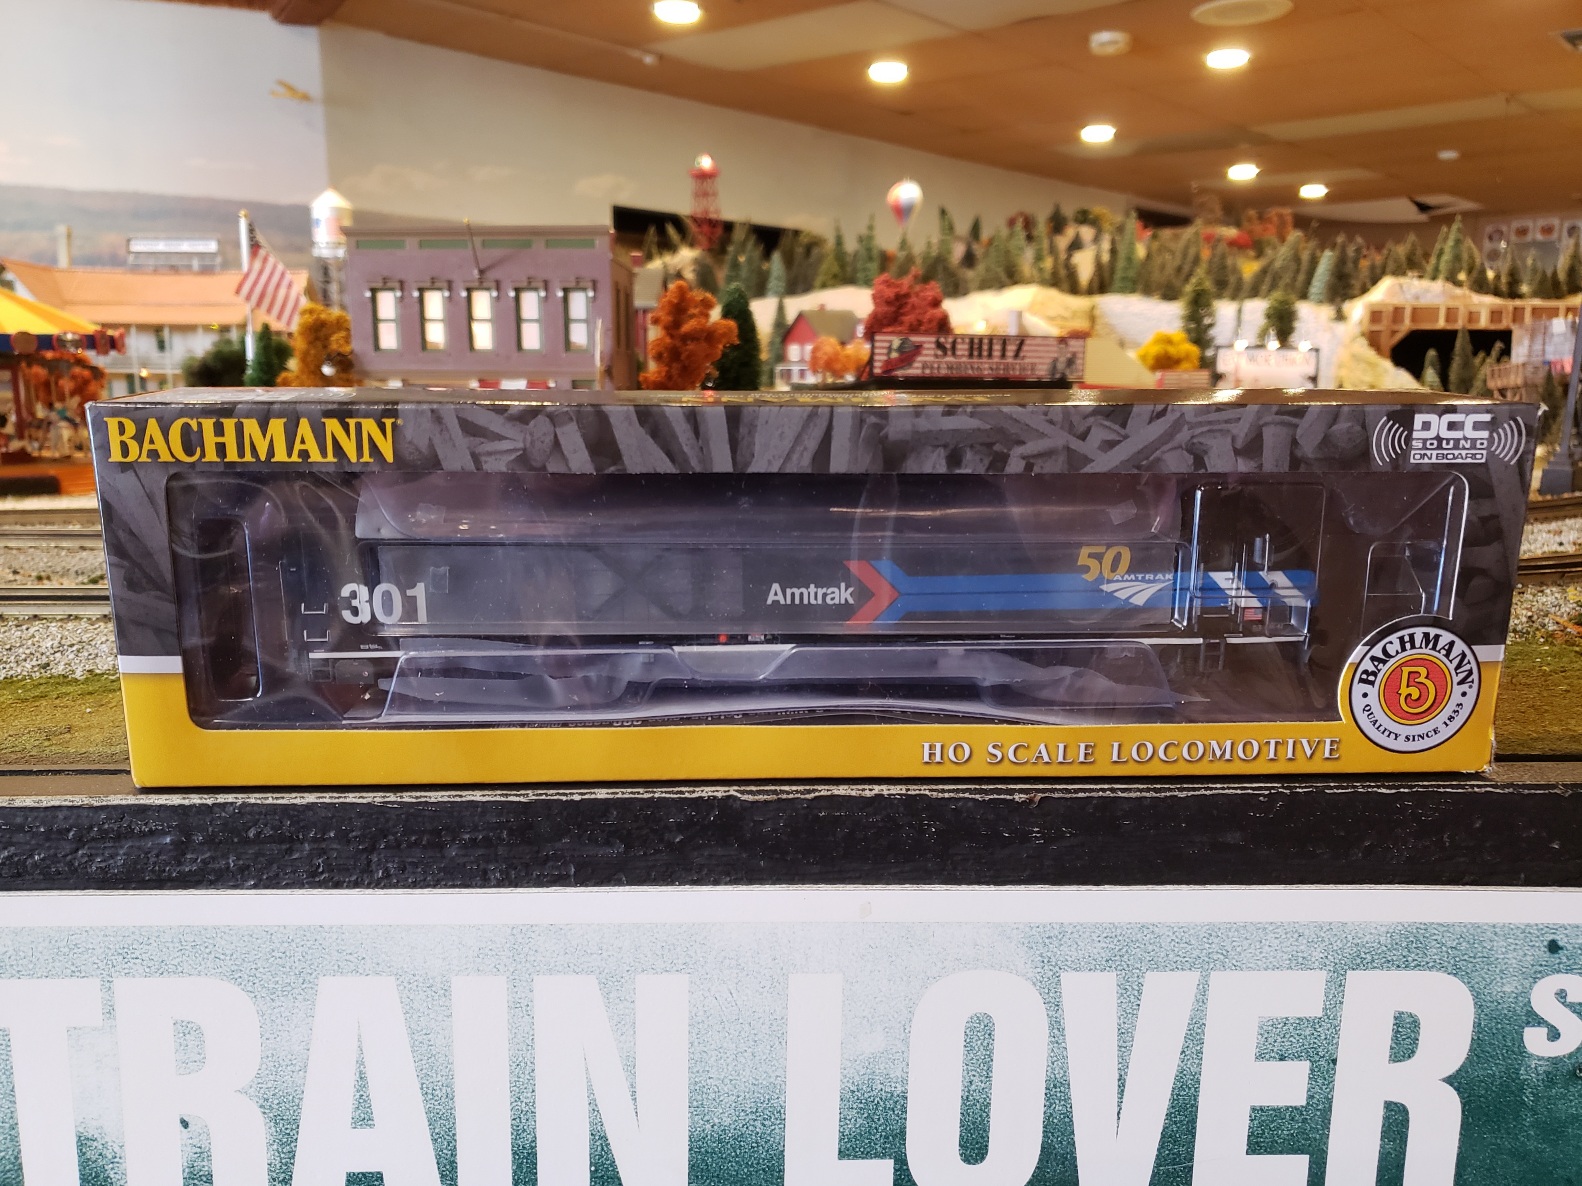 SCHITZ
BACHMANN
DCC
SOUND
ON BOARD
301
Amtrak
50
AMTRAK
BACHMANN
B
QUALITY SINCE 1833
HO SCALE LOCOMOTIVE
TRAIN LOVER S